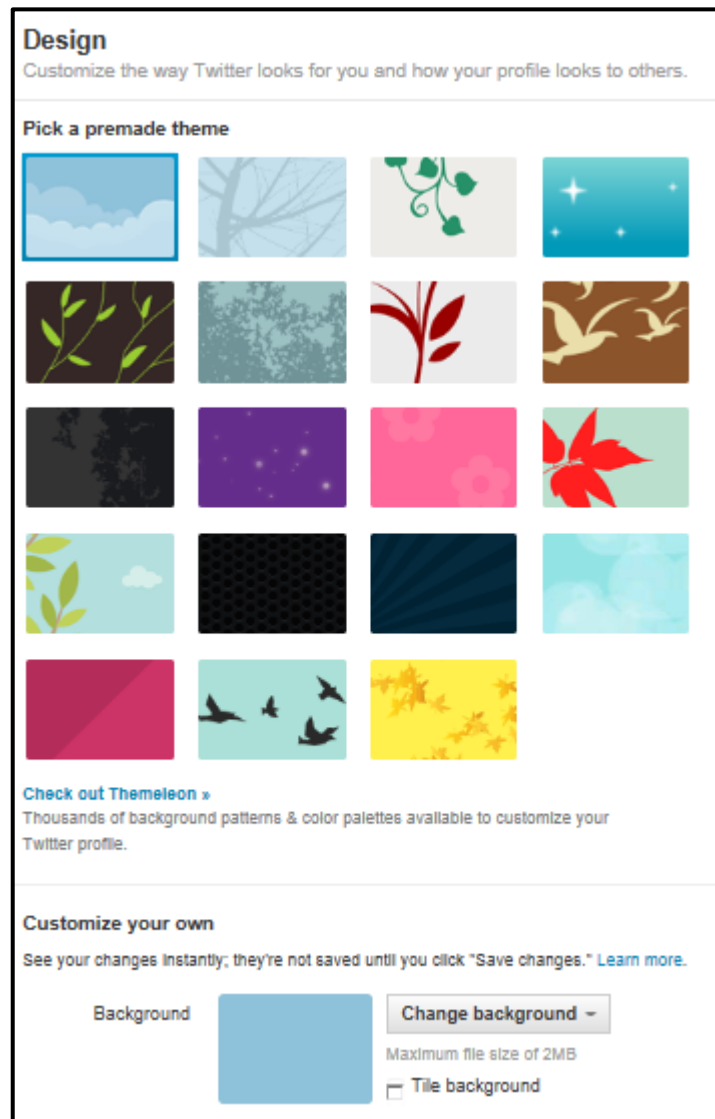 Design
Customize the way Twitter looks for you and how your profile looks to others.
Pick a premade theme
Check out Themeleon »
Thousands of background patterns & color palettes available to customize your
Twitter profile.
Customize your own
See your changes instantly; they're not saved until you click "Save changes." Learn more.
Background
Change background
Maximum file size of 2MB
Tile background